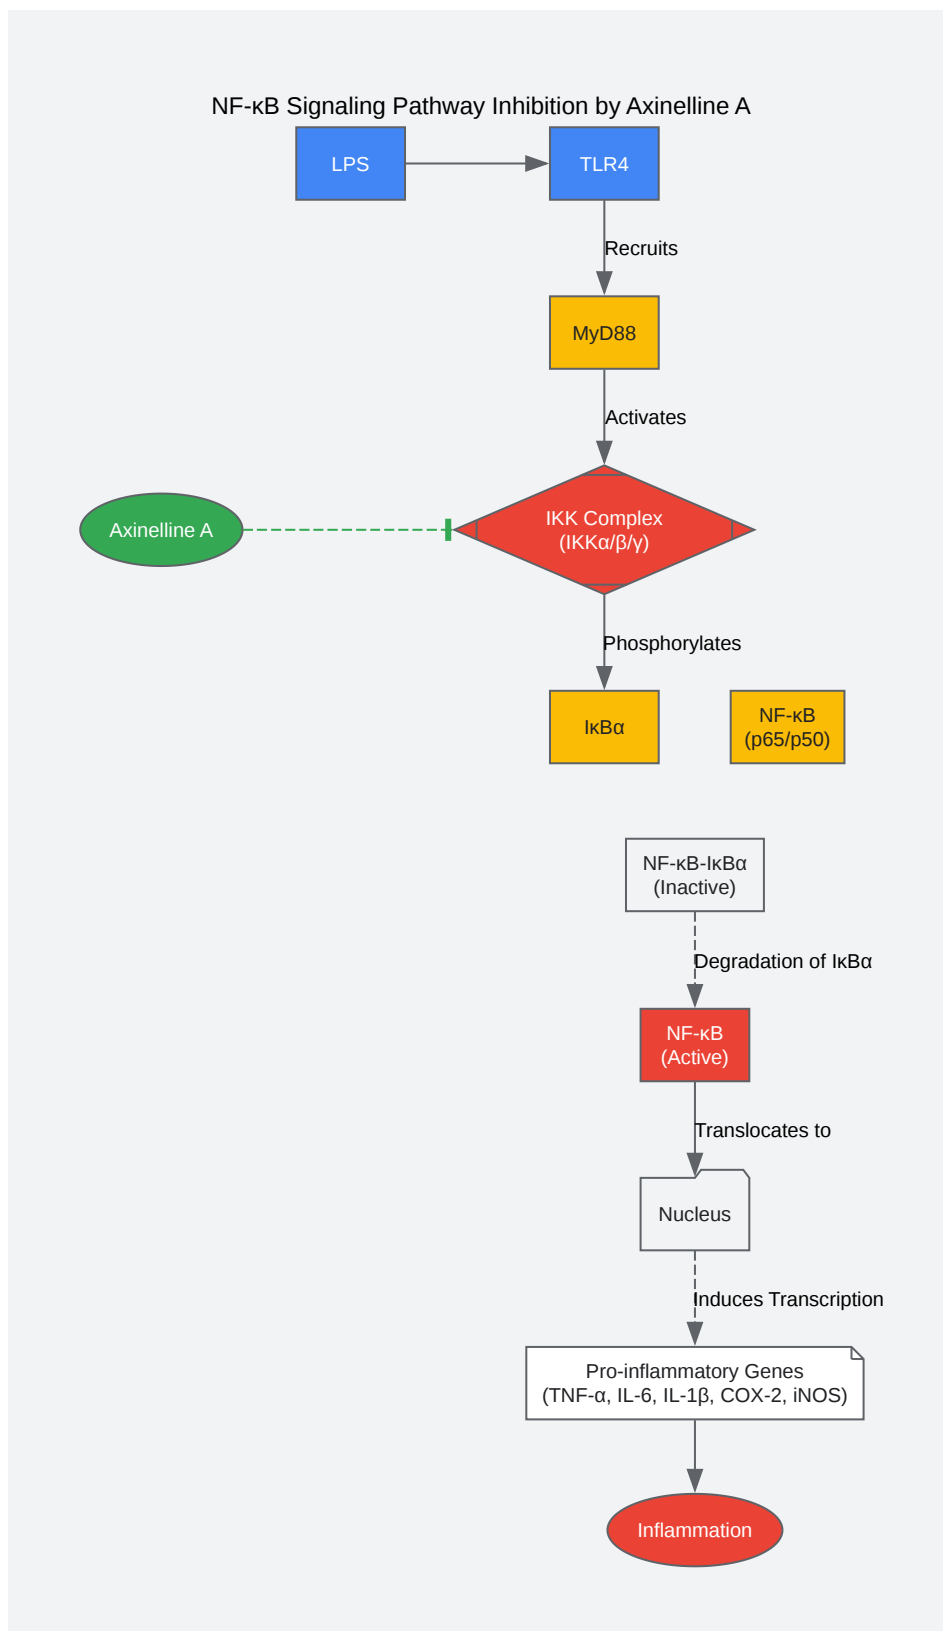 NF-κB Signaling Pathway Inhibition by Axinelline A
LPS
TLR4
Recruits
MyD88
Activates
Axinelline A
IKK Complex
(IKKα/β/γ)
Phosphorylates
IκBα
NF-κB
(p65/p50)
NF-κB-IκBα
(Inactive)
Degradation of IκBα
NF-κB
(Active)
Translocates to
Nucleus
Induces Transcription
Pro-inflammatory Genes
(TNF-α, IL-6, IL-1β, COX-2, iNOS)
Inflammation